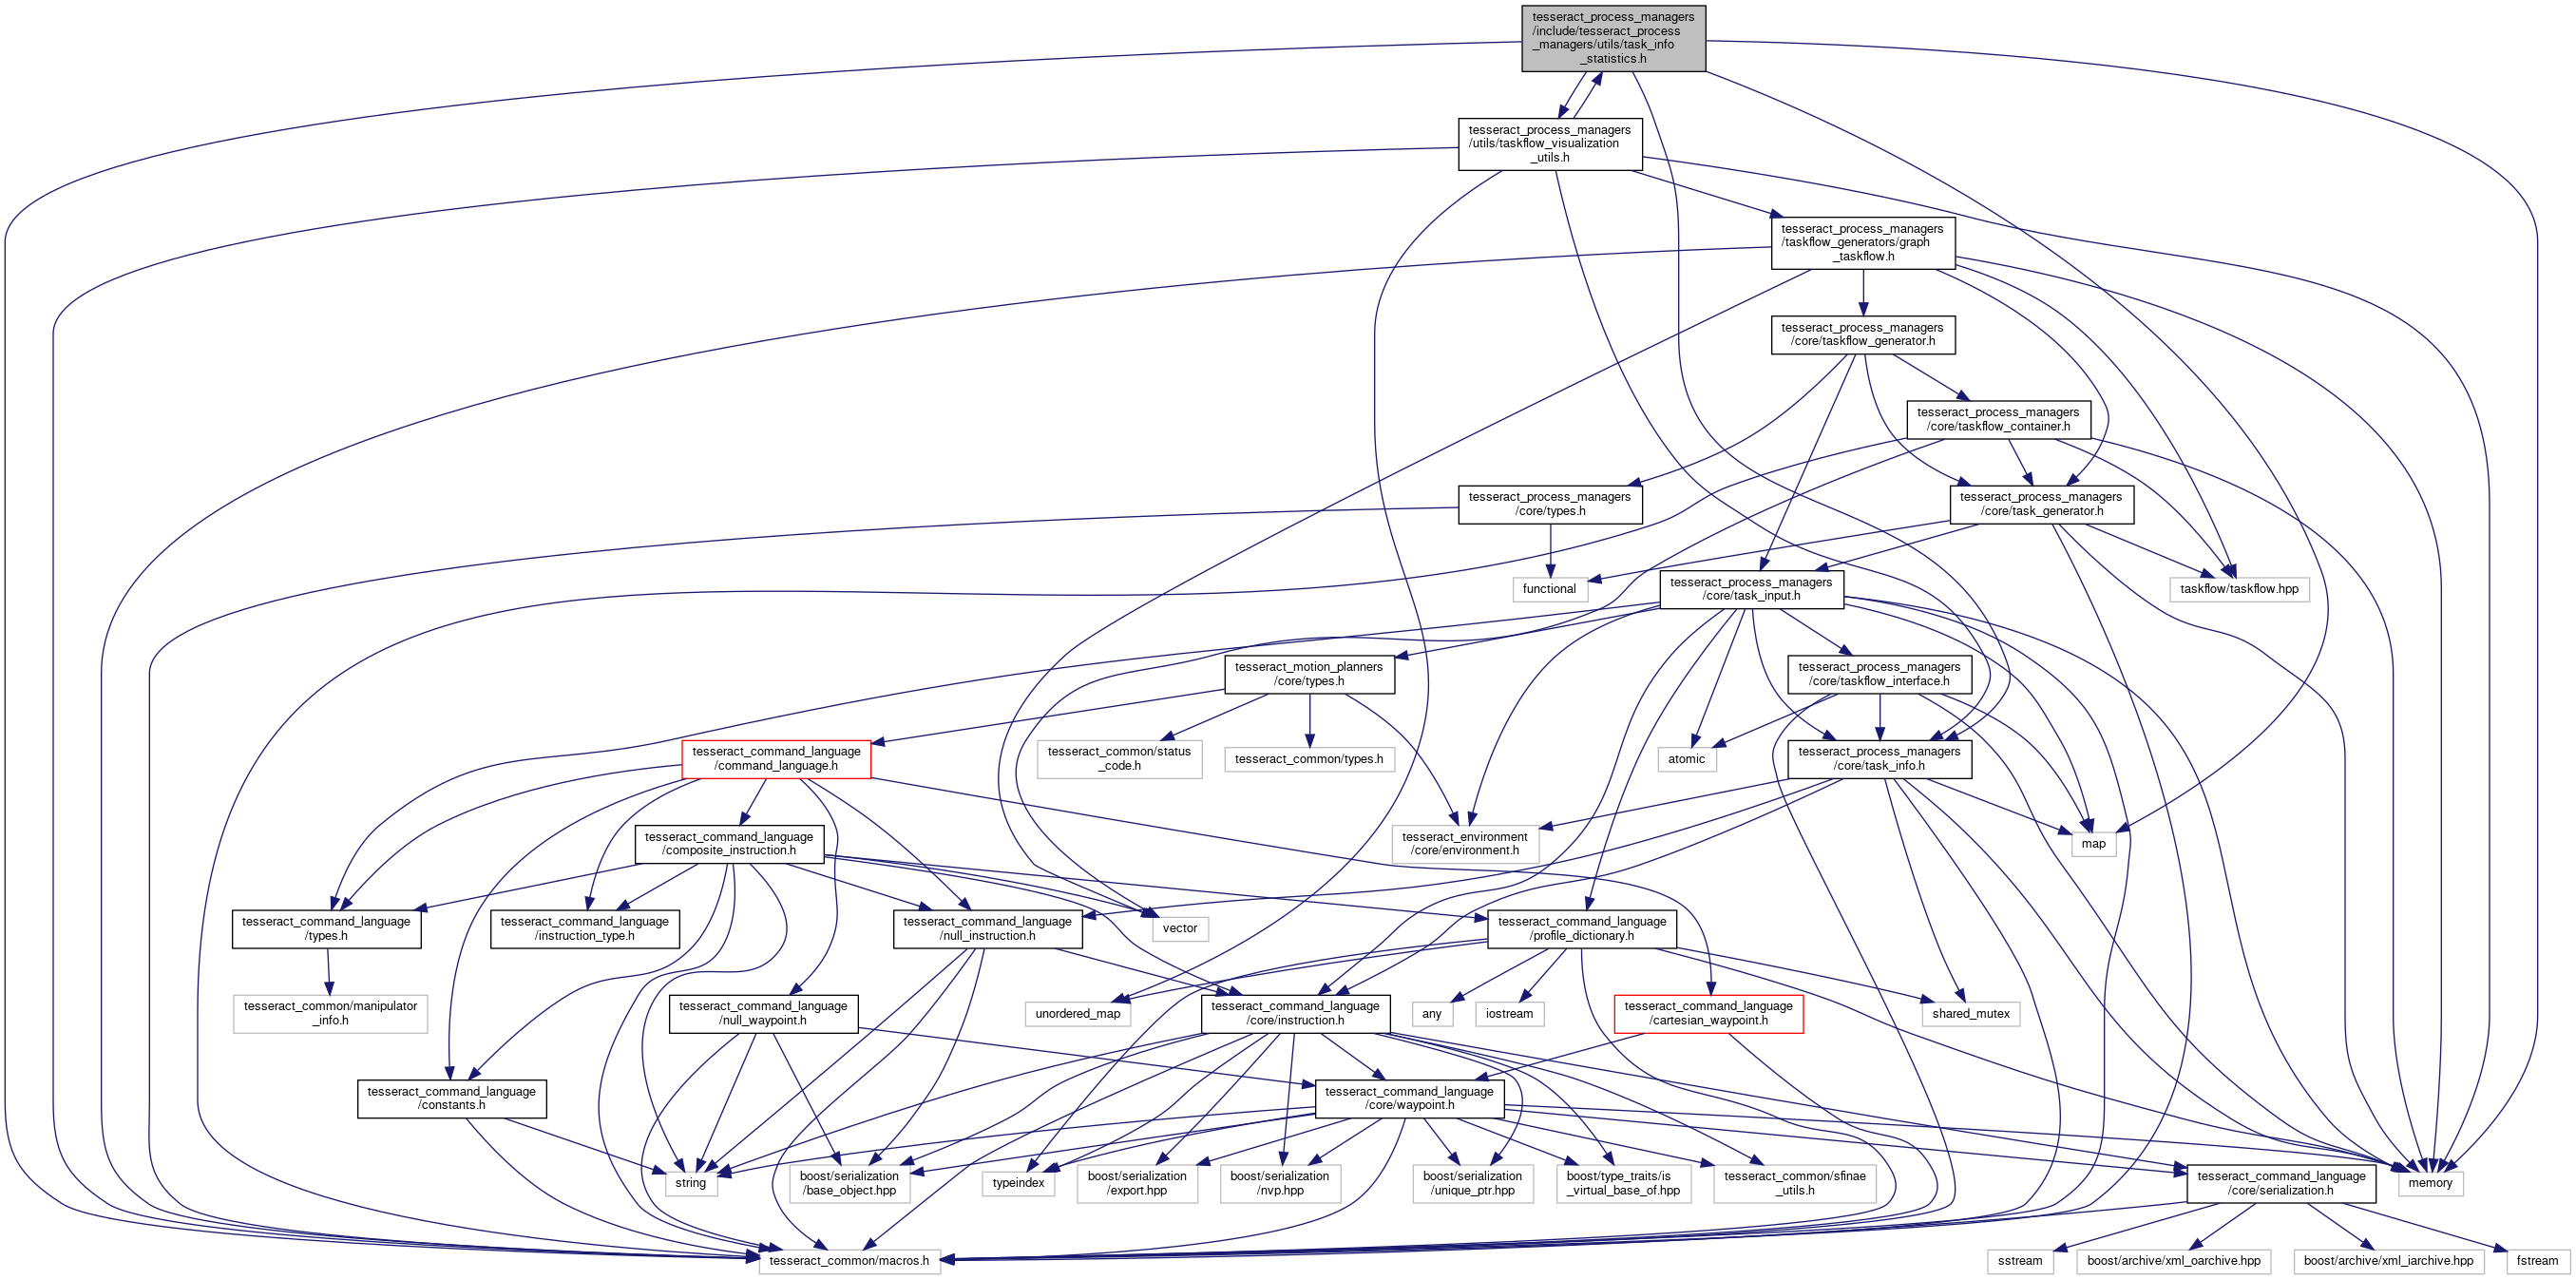 tesseract_process_managers
/include/tesseract_process
_managers/utils/task_info
_statistics.h
tesseract_process_managers
/utils/taskflow_visualization
_utils.h
tesseract_process_managers
/taskflow_generators/graph
_taskflow.h
tesseract_process_managers
/core/taskflow_generator.h
tesseract_process_managers
/core/taskflow_container.h
tesseract_process_managers
/core/types.h
tesseract_process_managers
/core/task_generator.h
functional
tesseract_process_managers
/core/task_input.h
taskflow/taskflow.hpp
tesseract_motion_planners
/core/types.h
tesseract_process_managers
/core/taskflow_interface.h
tesseract_command_language
/command_language.h
tesseract_common/status
_code.h
tesseract_common/types.h
atomic
tesseract_process_managers
/core/task_info.h
tesseract_command_language
/composite_instruction.h
tesseract_environment
/core/environment.h
map
tesseract_command_language
/types.h
tesseract_command_language
/instruction_type.h
tesseract_command_language
/null_instruction.h
vector
tesseract_command_language
/profile_dictionary.h
tesseract_common/manipulator
_info.h
tesseract_command_language
/null_waypoint.h
unordered_map
tesseract_command_language
/core/instruction.h
any
iostream
tesseract_command_language
/cartesian_waypoint.h
shared_mutex
tesseract_command_language
/constants.h
tesseract_command_language
/core/waypoint.h
string
boost/serialization
/base_object.hpp
typeindex
boost/serialization
/export.hpp
boost/serialization
/nvp.hpp
boost/serialization
/unique_ptr.hpp
boost/type_traits/is
_virtual_base_of.hpp
tesseract_common/sfinae
_utils.h
tesseract_command_language
/core/serialization.h
memory
tesseract_common/macros.h
sstream
boost/archive/xml_oarchive.hpp
boost/archive/xml_iarchive.hpp
fstream